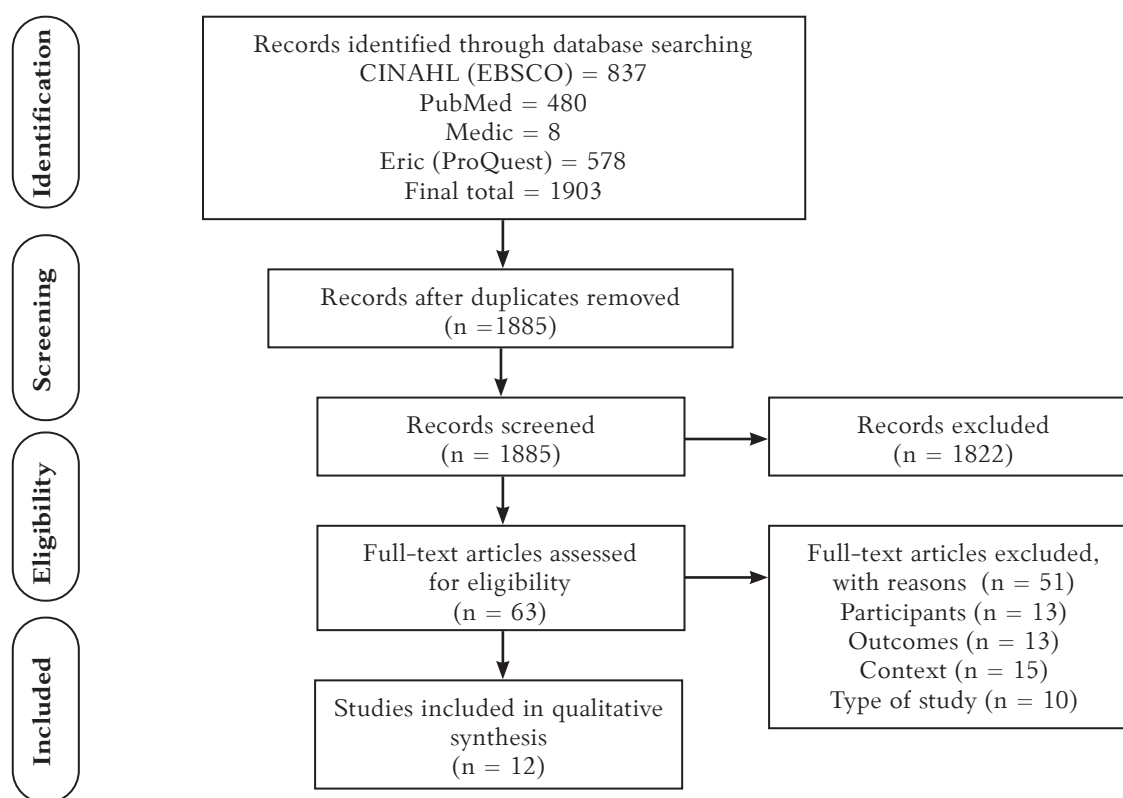 Identification
Records identified through database searching
CINAHL (EBSCO) = 837
PubMed = 480
Medic = 8
Eric (ProQuest) = 578
Final total = 1903
Screening
Records after duplicates removed
(n =1885)
Records screened
(n = 1885)
Records excluded
(n = 1822)
Eligibility
Full-text articles assessed
for eligibility
(n = 63)
Full-text articles excluded,
with reasons (n = 51)
Participants (n = 13)
Outcomes (n = 13)
Context (n = 15)
Type of study (n = 10)
Included
Studies included in qualitative
synthesis
(n = 12)